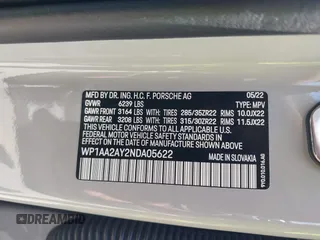 MFD BY DR. ING. H.C. F. PORSCHE AG 05/22
GVWR 6239 LBS TYPE: MPV
GAWR FRONT 3164 LBS WITH TIRES 285/35ZR22 RIMS 10.0JX22
GAWR REAR 3208 LBS WITH TIRES 315/30ZR22 RIMS 11.5JX22
THIS VEHICLE CONFORMS TO ALL APPLICABLE
FEDERAL MOTOR VEHICLE SAFETY STANDARDS
IN EFFECT ON THE DATE OF MANUFACTURE SHOWN ABOVE
WP1AA2AY2NDA05622
MADE IN SLOVAKIA
DREAMBID